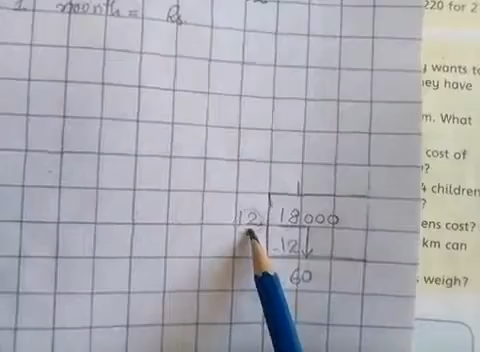 1 month = Rs
1
12 18000
-12↓
60
220 for 2
y wants to
ey have
m. What
cost of
?
4 children
?
ens cost?
km can
weigh?